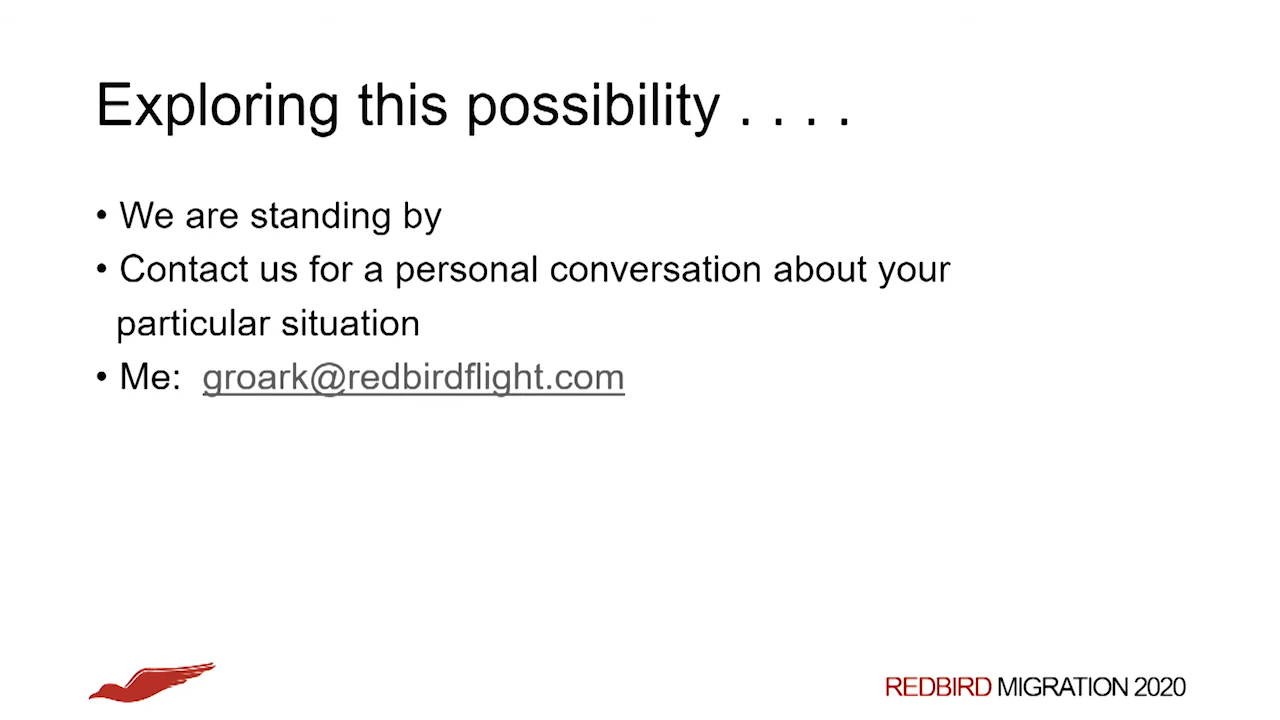 Exploring this possibility . . . .
• We are standing by
• Contact us for a personal conversation about your
particular situation
• Me: groark@redbirdflight.com
REDBIRD MIGRATION 2020